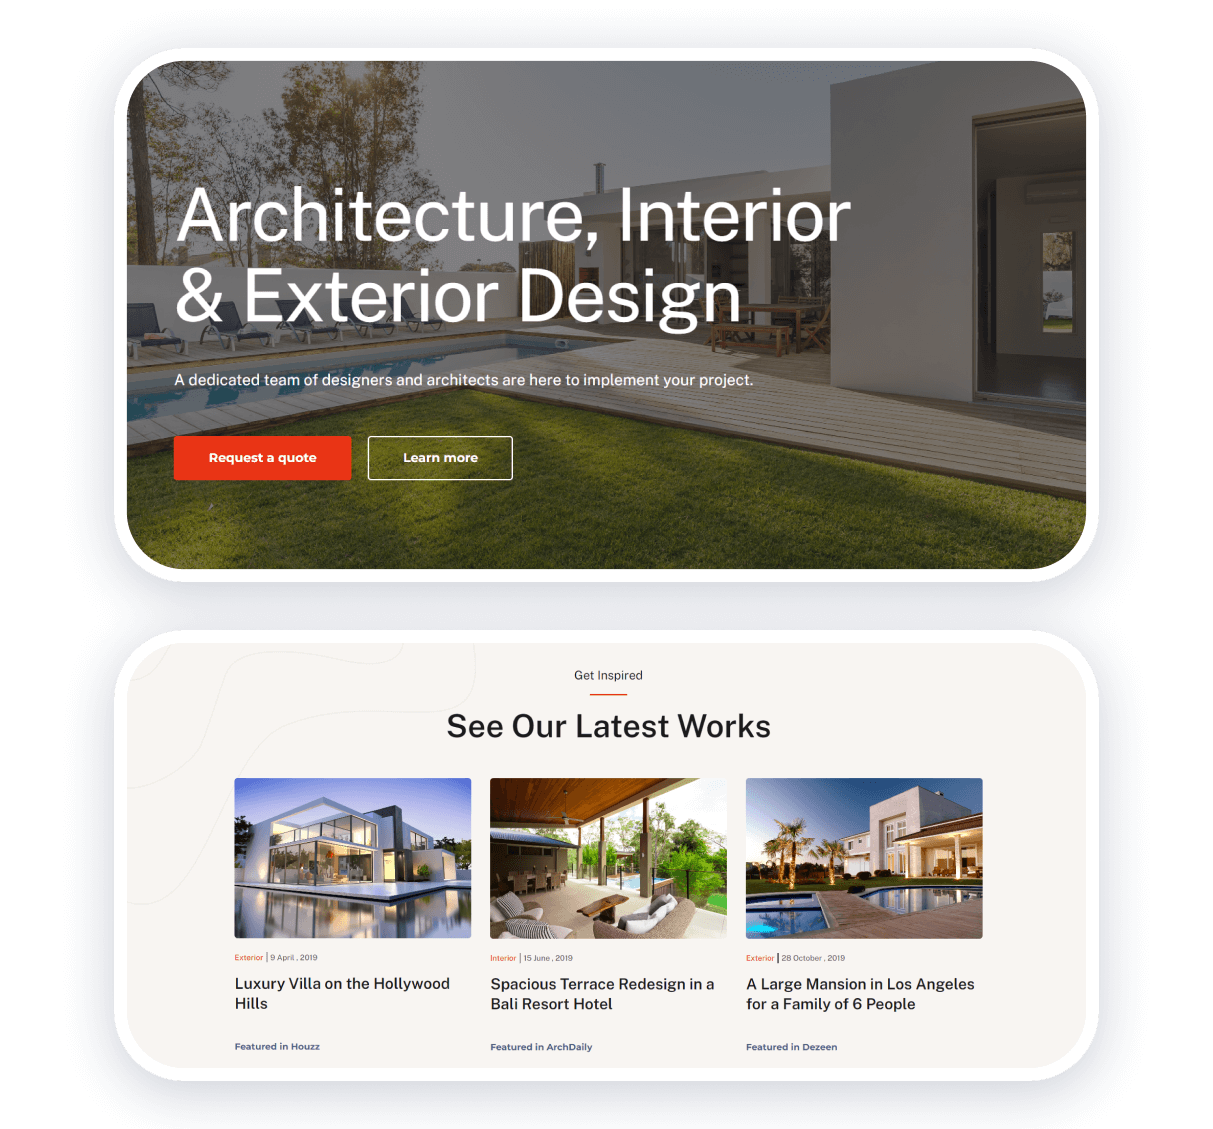 Architecture, Interior
& Exterior Design
A dedicated team of designers and architects are here to implement your project.
Request a quote
Learn more
Get Inspired
See Our Latest Works
Exterior | 9 April , 2019
Luxury Villa on the Hollywood
Hills
Featured in Houzz
Interior | 15 June , 2019
Spacious Terrace Redesign in a
Bali Resort Hotel
Featured in ArchDaily
Exterior | 28 October , 2019
A Large Mansion in Los Angeles
for a Family of 6 People
Featured in Dezeen